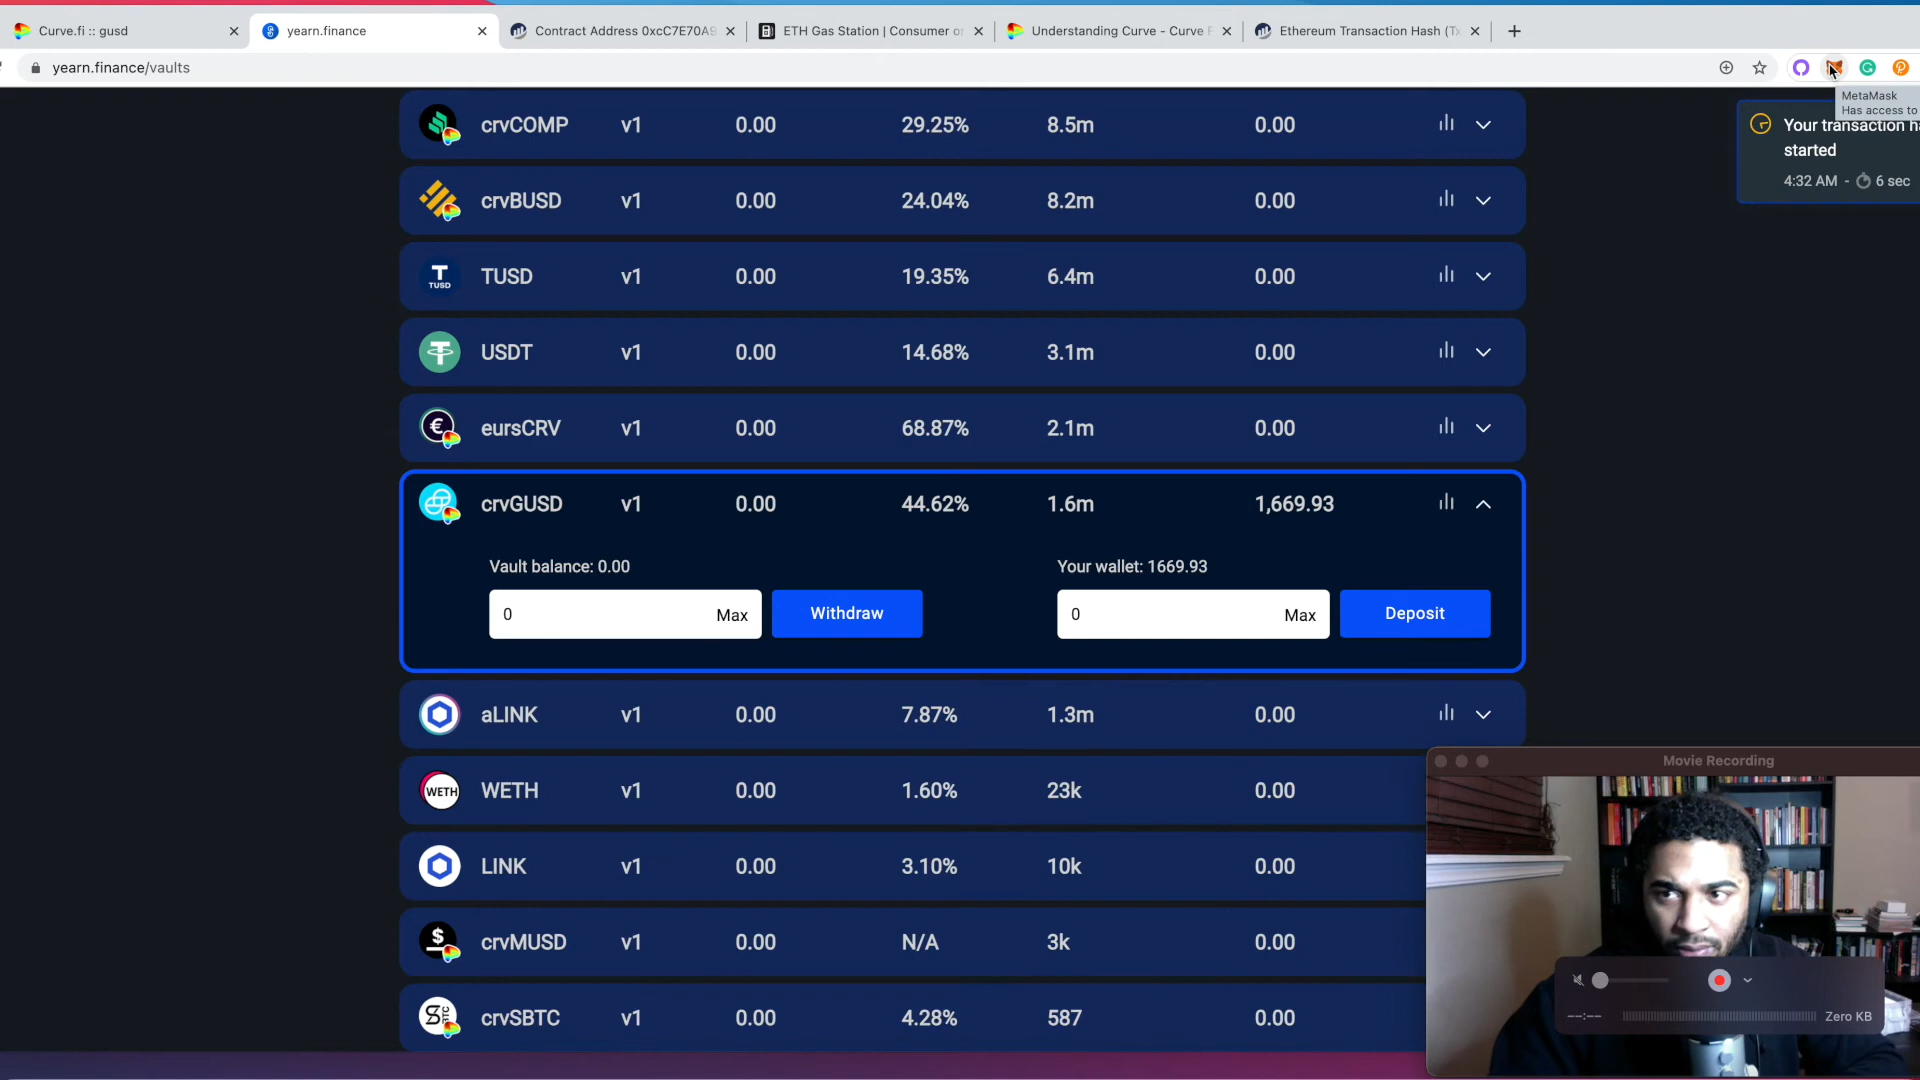 Curve.fi :: gusd
yearn.finance
Contract Address 0xcC7E70A9
ETH Gas Station | Consumer o
Understanding Curve - Curve F
Ethereum Transaction Hash (Tx
yearn.finance/vaults
MetaMask
Has access to
Your transaction ha
started
4:32 AM - 6 sec
crvCOMP v1 0.00 29.25% 8.5m 0.00
crvBUSD v1 0.00 24.04% 8.2m 0.00
TUSD
TUSD v1 0.00 19.35% 6.4m 0.00
USDT v1 0.00 14.68% 3.1m 0.00
eursCRV v1 0.00 68.87% 2.1m 0.00
crvGUSD v1 0.00 44.62% 1.6m 1,669.93
Vault balance: 0.00 Your wallet: 1669.93
0 Max Withdraw 0 Max Deposit
aLINK v1 0.00 7.87% 1.3m 0.00
Movie Recording
WETH WETH v1 0.00 1.60% 23k 0.00
LINK v1 0.00 3.10% 10k 0.00
crvMUSD v1 0.00 N/A 3k 0.00
crvSBTC v1 0.00 4.28% 587 0.00
--:-- Zero KB